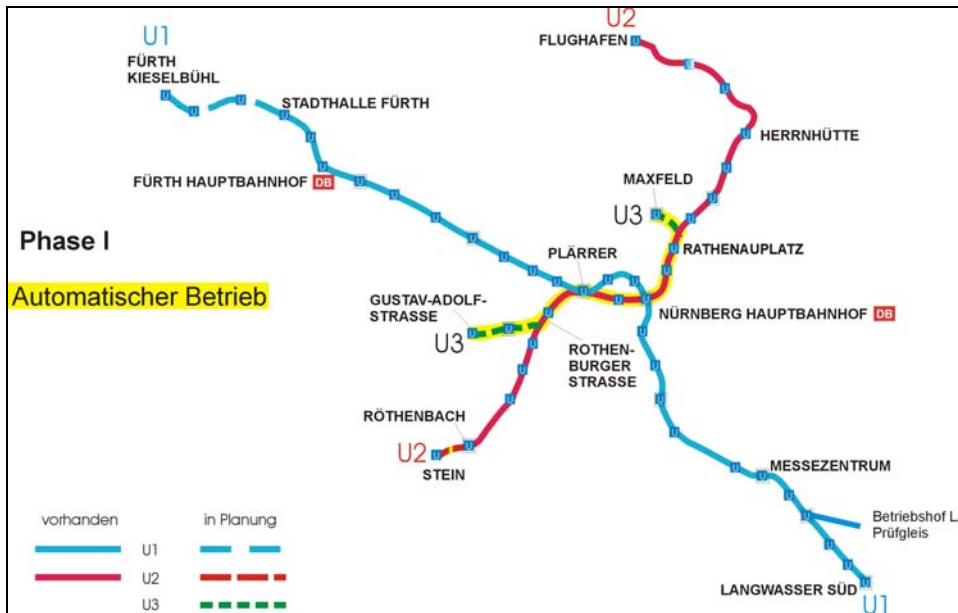 U1
U2
FÜRTH
KIESELBÜHL
FLUGHAFEN
STADTHALLE FÜRTH
HERRNHÜTTE
FÜRTH HAUPTBAHNHOF DB
MAXFELD
U3
Phase I
RATHENAUPLATZ
PLÄRRER
Automatischer Betrieb
GUSTAV-ADOLF-
STRASSE
NÜRNBERG HAUPTBAHNHOF DB
U3
ROTHEN-
BURGER
STRASSE
RÖTHENBACH
U2
STEIN
MESSEZENTRUM
vorhanden
in Planung
Betriebshof L
Prüfgleis
U1
U2
LANGWASSER SÜD
U1
U3